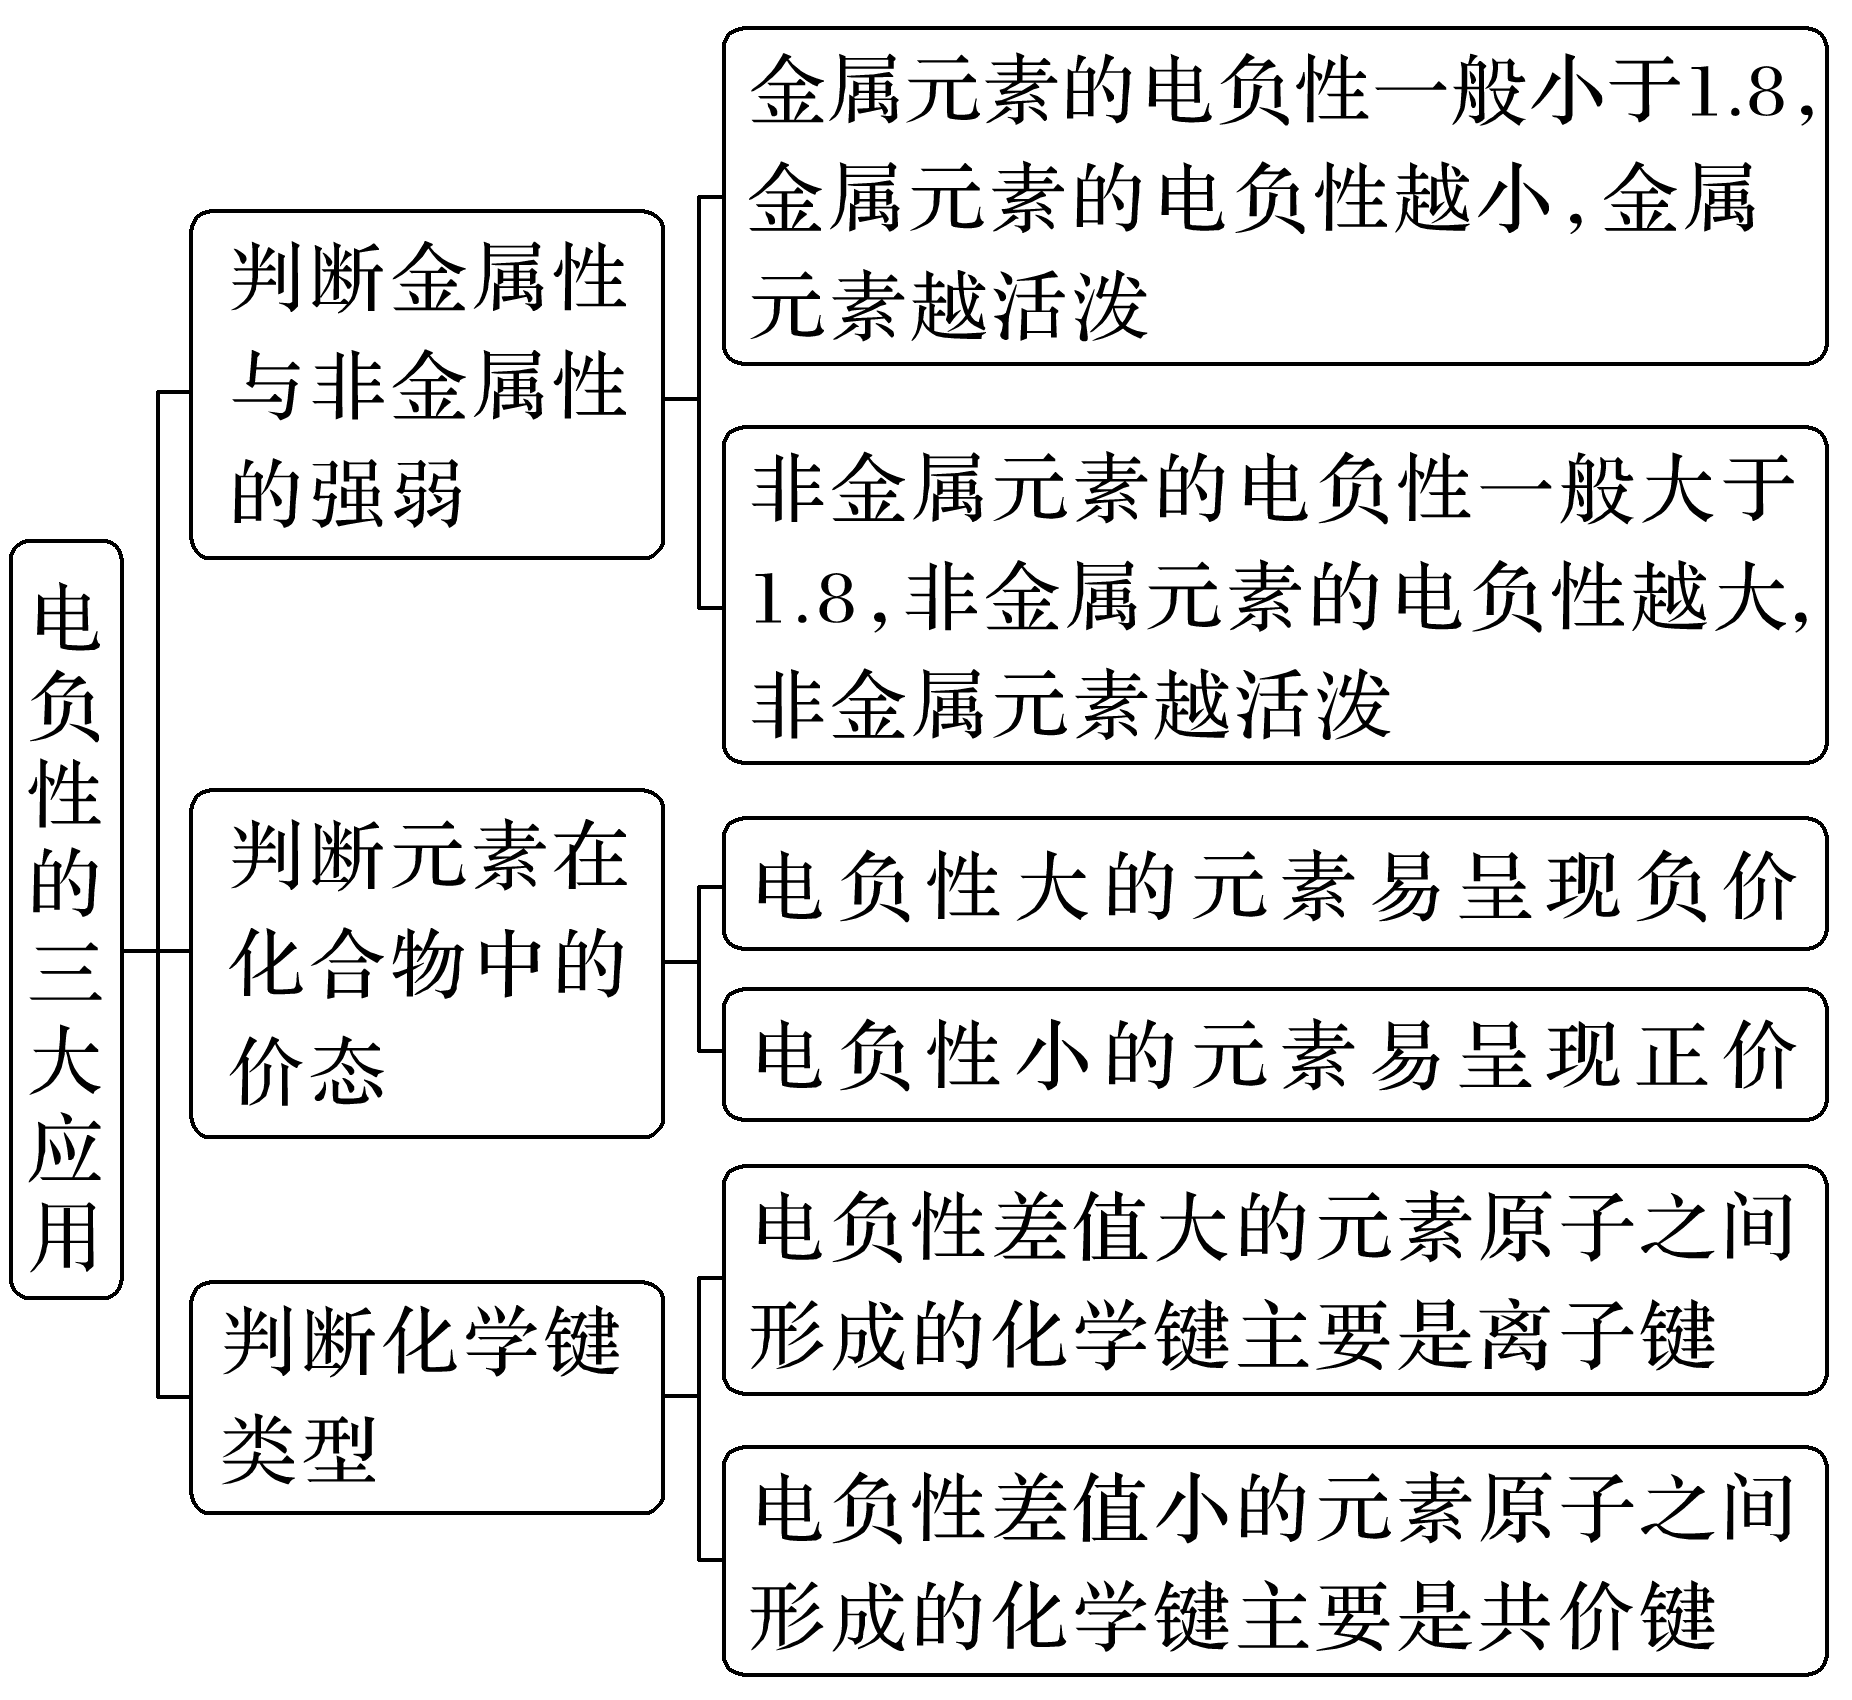 电负性的三大应用
判断金属性
与非金属性
的强弱
金属元素的电负性一般小于1.8,
金属元素的电负性越小,金属
元素越活泼
非金属元素的电负性一般大于
1.8,非金属元素的电负性越大,
非金属元素越活泼
判断元素在
化合物中的
价态
电负性大的元素易呈现负价
电负性小的元素易呈现正价
判断化学键
类型
电负性差值大的元素原子之间
形成的化学键主要是离子键
电负性差值小的元素原子之间
形成的化学键主要是共价键